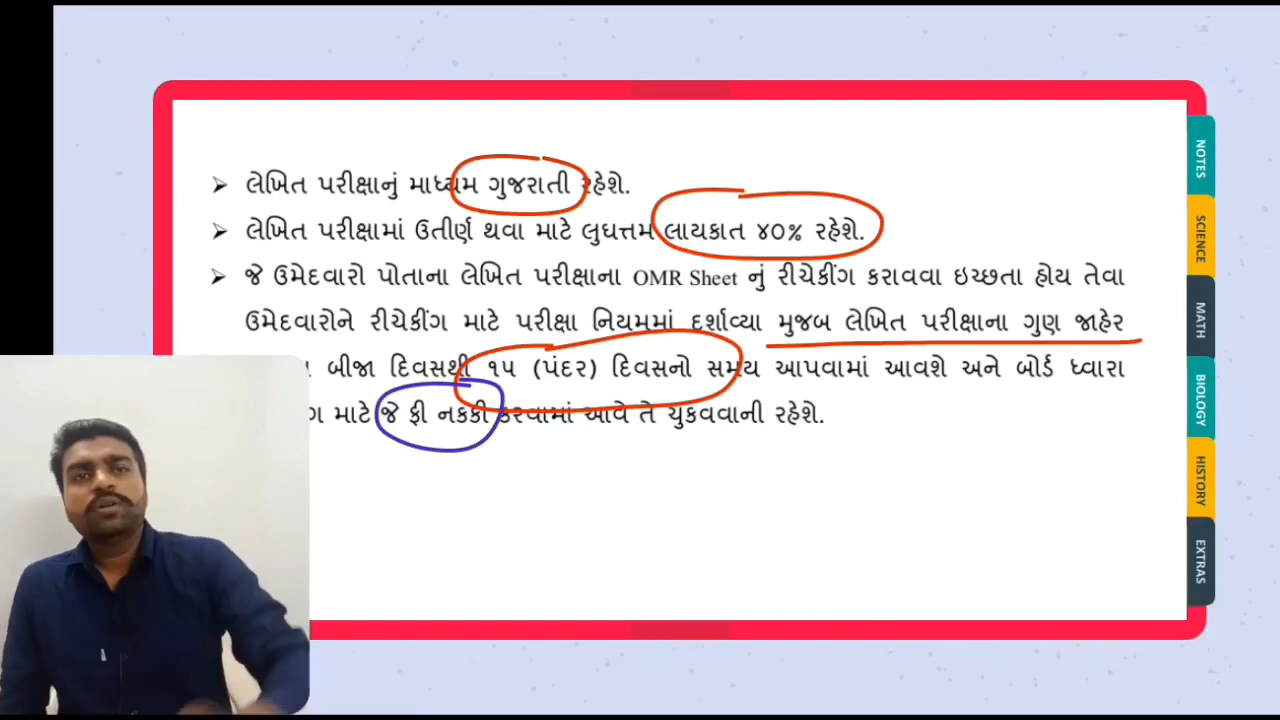 ➢ લેખિત પરીક્ષાનું માધ્યમ ગુજરાતી રહેશે.
➢ લેખિત પરીક્ષામાં ઉતીર્ણ થવા માટે લુઘત્તમ લાયકાત ૪૦% રહેશે.
➢ જે ઉમેદવારો પોતાના લેખિત પરીક્ષાના OMR Sheet નું રીચેકીંગ કરાવવા ઇચ્છતા હોય તેવા
ઉમેદવારોને રીચેકીંગ માટે પરીક્ષા નિયમમાં દર્શાવ્યા મુજબ લેખિત પરીક્ષાના ગુણ જાહેર
બીજા દિવસથી ૧૫ (પંદર) દિવસનો સમય આપવામાં આવશે અને બોર્ડ ધ્વારા
માટે જે ફી નકકી કરવામાં આવે તે ચુકવવાની રહેશે.
NOTES
SCIENCE
MATH
BIOLOGY
HISTORY
EXTRAS